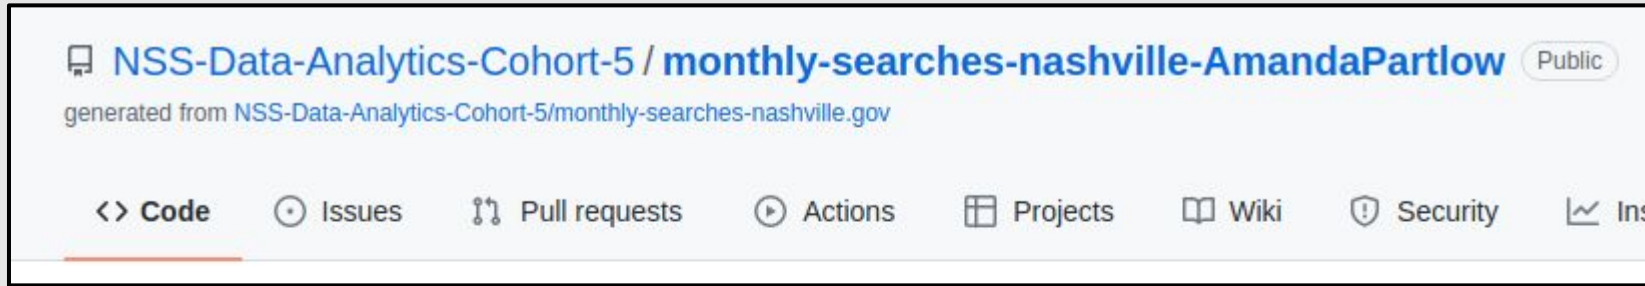 NSS-Data-Analytics-Cohort-5 / monthly-searches-nashville-AmandaPartlow Public
generated from NSS-Data-Analytics-Cohort-5/monthly-searches-nashville.gov
Code Issues Pull requests Actions Projects Wiki Security Ins